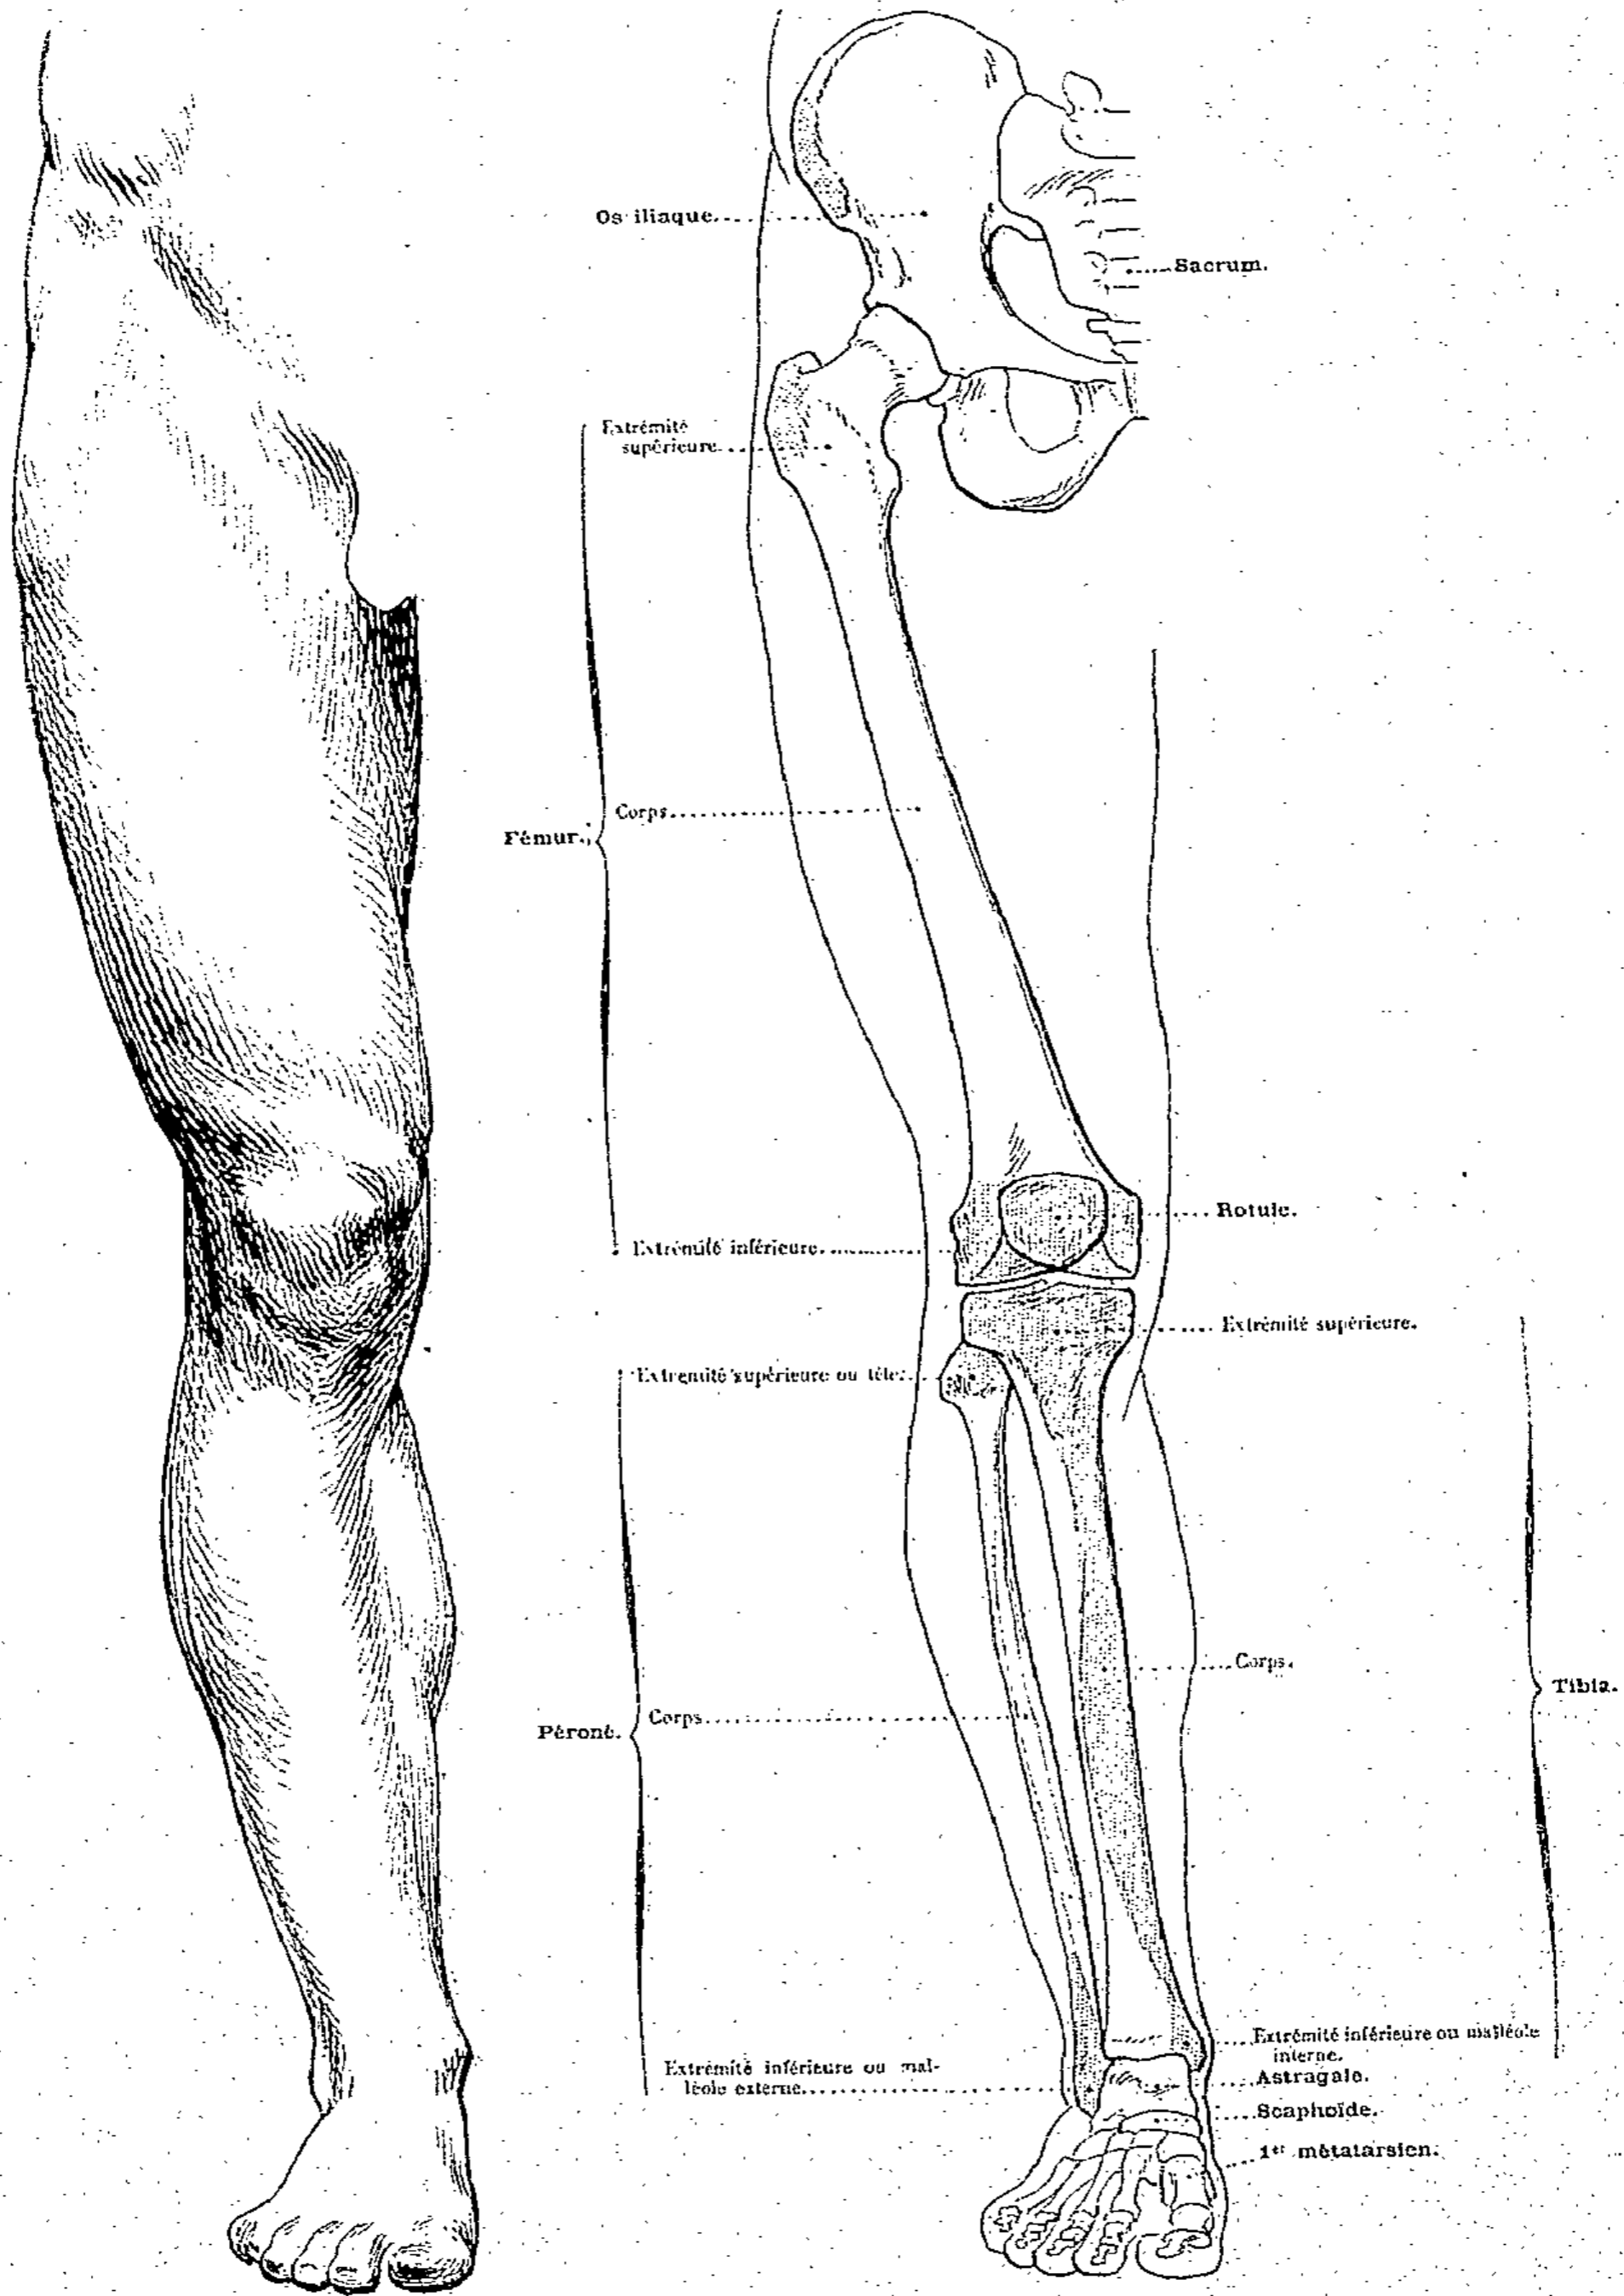 Os iliaque.
Sacrum.
Extrémité
supérieure.
Corps.
Fémur.
Rotule.
Extrémité inférieure.
Extrémité supérieure.
Extrémité supérieure ou tête.
Corps.
Tibia.
Corps.
Péroné.
Extrémité inférieure ou malléole
interne.
Extrémité inférieure ou mal-
léole externe.
Astragale.
Scaphoïde.
1er métatarsien.